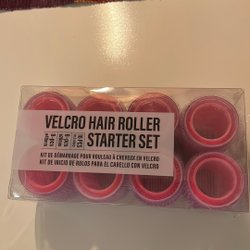 VELCRO HAIR ROLLER
STARTER SET
KIT DE DÉMARRAGE POUR ROULEAU À CHEVEUX EN VELCRO
KIT DE INICIO DE ROLOS PARA EL CABELLO CON VELCRO